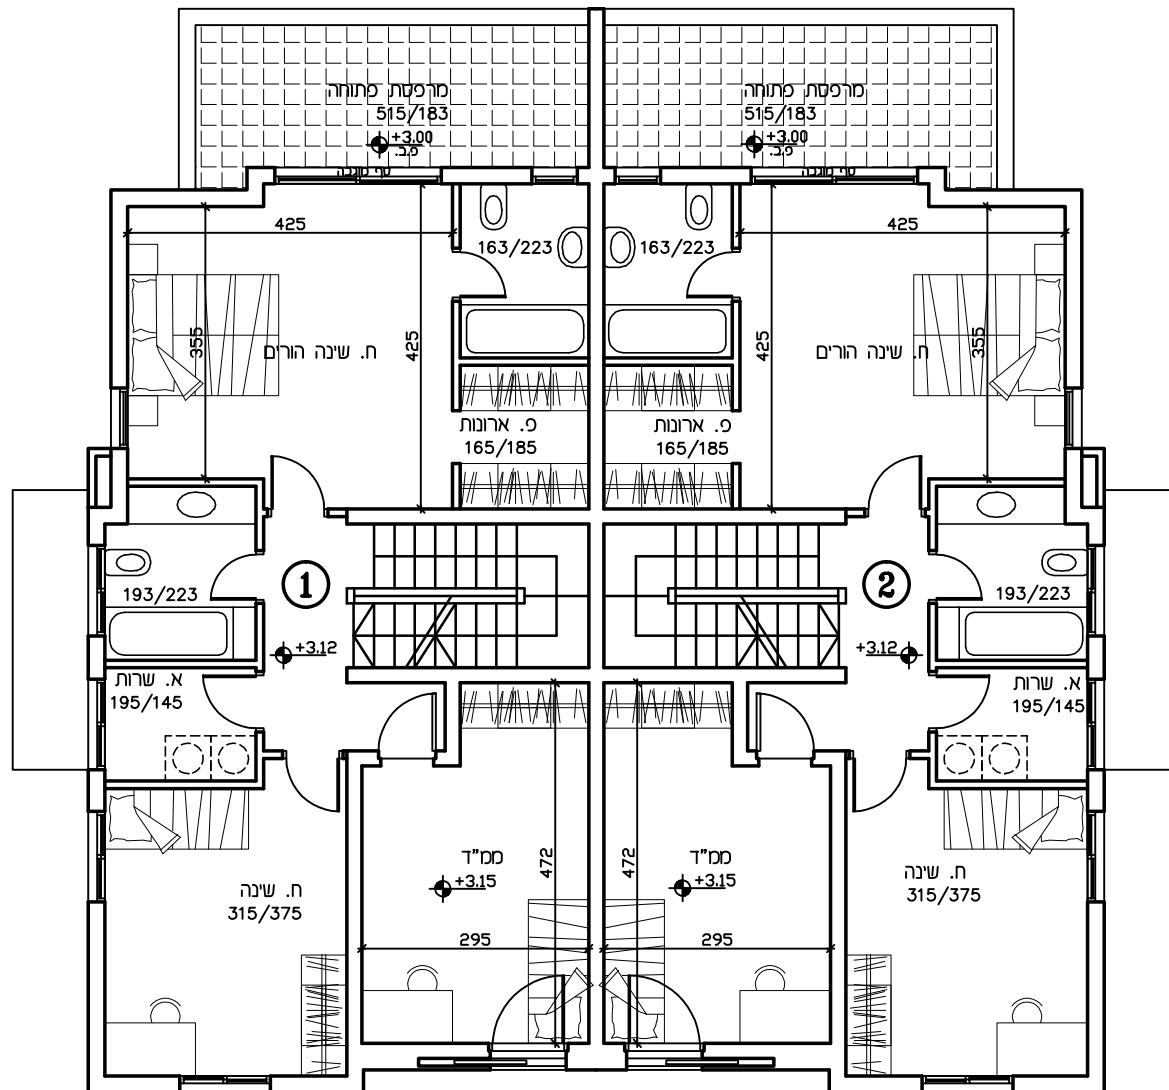 מרפסת פתוחה
515/183
+3.00
פ.ב.
מרפסת פתוחה
515/183
+3.00
פ.ב.
425
163/223
163/223
425
355
ח. שינה הורים
425
425
ח. שינה הורים
355
פ. ארונות
165/185
פ. ארונות
165/185
193/223
1
2
193/223
+3.12
+3.12
א. שרות
195/145
א. שרות
195/145
ממ"ד
+3.15
472
472
ממ"ד
+3.15
ח. שינה
315/375
ח. שינה
315/375
295
295